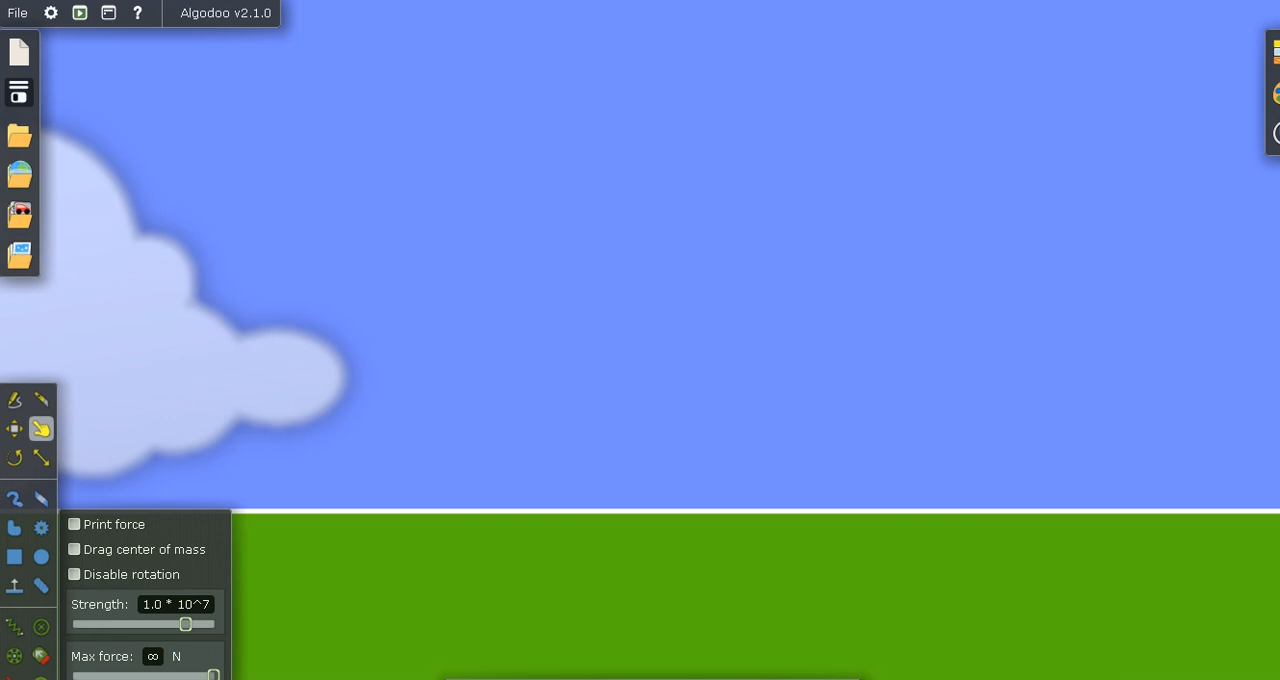 File ? Algodoo v2.1.0
Print force
Drag center of mass
Disable rotation
Strength: 1.0 * 10^7
Max force: ∞ N